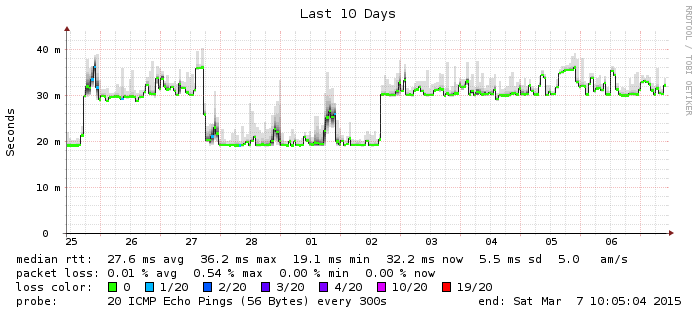 Last 10 Days
RRDTOOL / TOBI OETIKER
Seconds
40 m
30 m
20 m
10 m
0
25 26 27 28 01 02 03 04 05 06
median rtt: 27.6 ms avg 36.2 ms max 19.1 ms min 32.2 ms now 5.5 ms sd 5.0 am/s
packet loss: 0.01 % avg 0.54 % max 0.00 % min 0.00 % now
loss color: 0 1/20 2/20 3/20 4/20 10/20 19/20
probe: 20 ICMP Echo Pings (56 Bytes) every 300s end: Sat Mar 7 10:05:04 2015